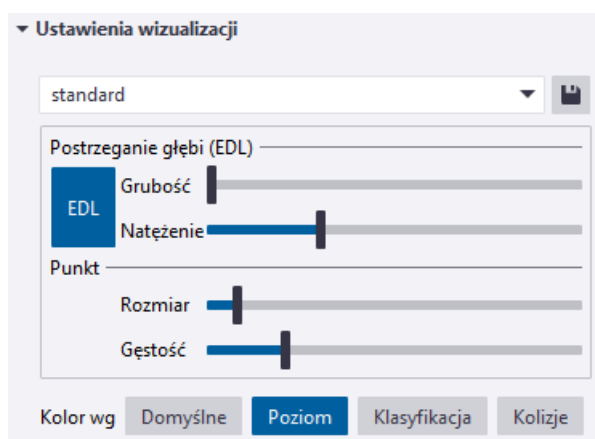 Ustawienia wizualizacji
standard
Postrzeganie głębi (EDL)
EDL
Grubość
Natężenie
Punkt
Rozmiar
Gęstość
Kolor wg Domyślne Poziom Klasyfikacja Kolizje